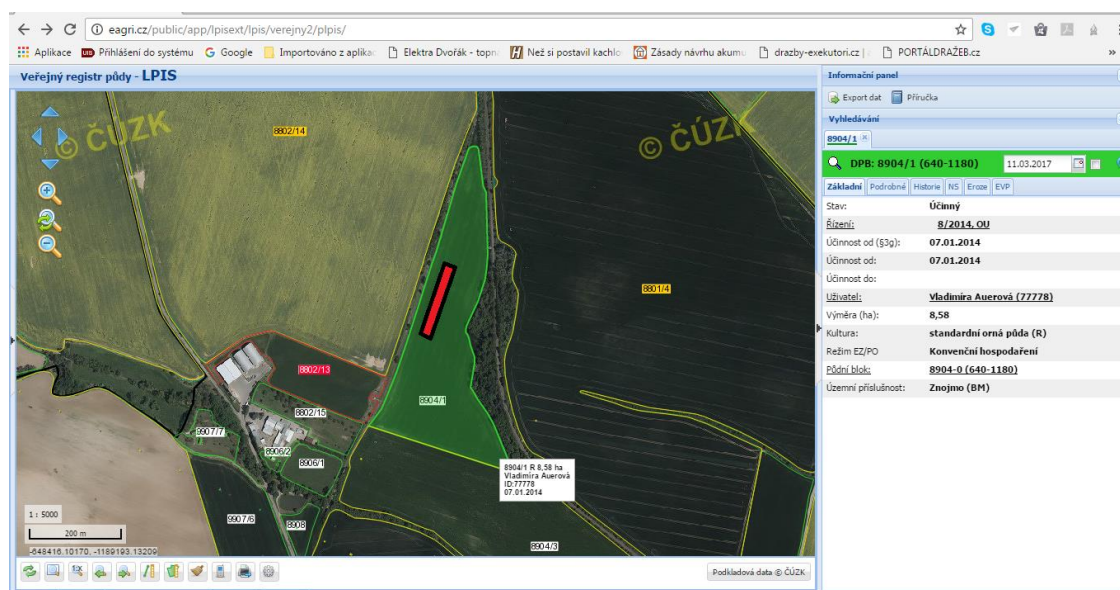 eagri.cz/public/app/lpisext/lpis/verejny2/plpis/
Aplikace Přihlášení do systému Google Importováno z aplikac Elektra Dvořák - topn Než si postavil kachlo Zásady návrhu akumu drazby-exekutori.cz | PORTÁLDRAŽEB.cz »
Veřejný registr půdy - LPIS
© ČÚZK
© ČÚZK
8802/14
8801/4
8802/13
8904/1
8802/15
9907/7
8906/2
8906/1
8904/1 R 8,58 ha
Vladimíra Auerová
ID:77778
07.01.2014
9907/6
8908
8904/3
1 : 5000
200 m
-648416.10170, -1189193.13209
Podkladová data © ČÚZK
Informační panel
Export dat Příručka
Vyhledávání
8904/1
DPB: 8904/1 (640-1180) 11.03.2017
Základní Podrobné Historie NS Eroze EVP
Stav: Účinný
Řízení: 8/2014, OU
Účinnost od (§3g): 07.01.2014
Účinnost od: 07.01.2014
Účinnost do:
Uživatel: Vladimíra Auerová (77778)
Výměra (ha): 8,58
Kultura: standardní orná půda (R)
Režim EZ/PO Konvenční hospodaření
Půdní blok: 8904-0 (640-1180)
Územní příslušnost: Znojmo (BM)